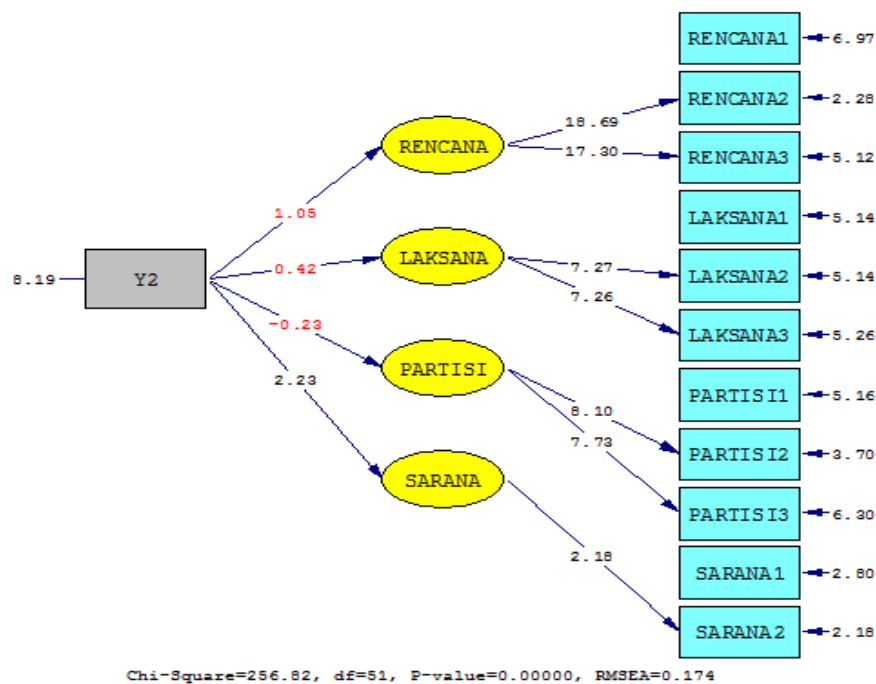 RENCANA1 6.97
RENCANA2 2.28
18.69
RENCANA
17.30
RENCANA3 5.12
1.05
LAKSANA1 5.14
LAKSANA
0.42
7.27
LAKSANA2 5.14
8.19 Y2
7.26
-0.23
LAKSANA3 5.26
PARTISI
2.23
PARTISI1 5.16
8.10
7.73
PARTISI2 3.70
SARANA
PARTISI3 6.30
2.18
SARANA1 2.80
SARANA2 2.18
Chi-Square=256.82, df=51, P-value=0.00000, RMSEA=0.174